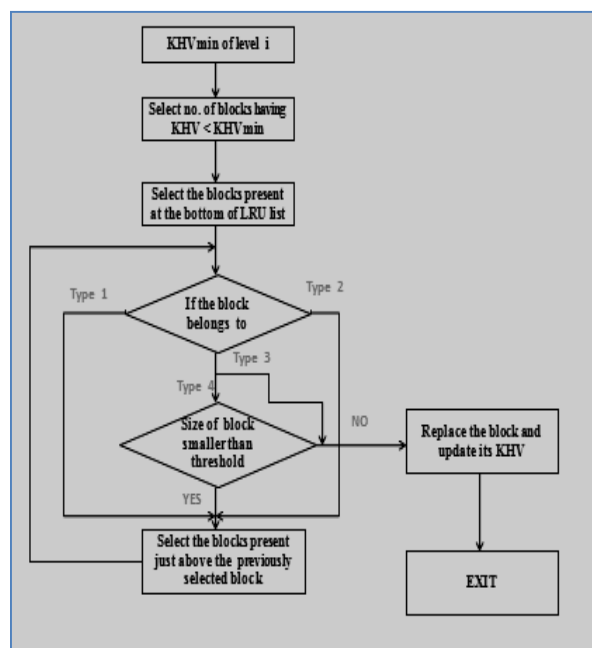 KHVmin of level i
Select no. of blocks having
KHV < KHVmin
Select the blocks present
at the bottom of LRU list
Type 1
Type 2
If the block
belongs to
Type 3
Type 4
Size of block
smaller than
threshold
NO
Replace the block and
update its KHV
YES
Select the blocks present
just above the previously
selected block
EXIT